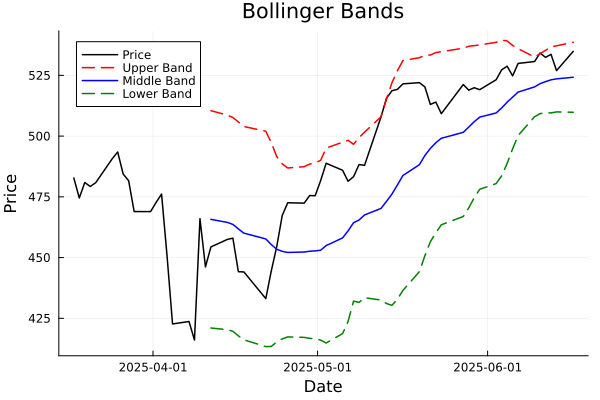 Bollinger Bands
Price
Upper Band
Middle Band
Lower Band
Price
525
500
475
450
425
2025-04-01
2025-05-01
2025-06-01
Date